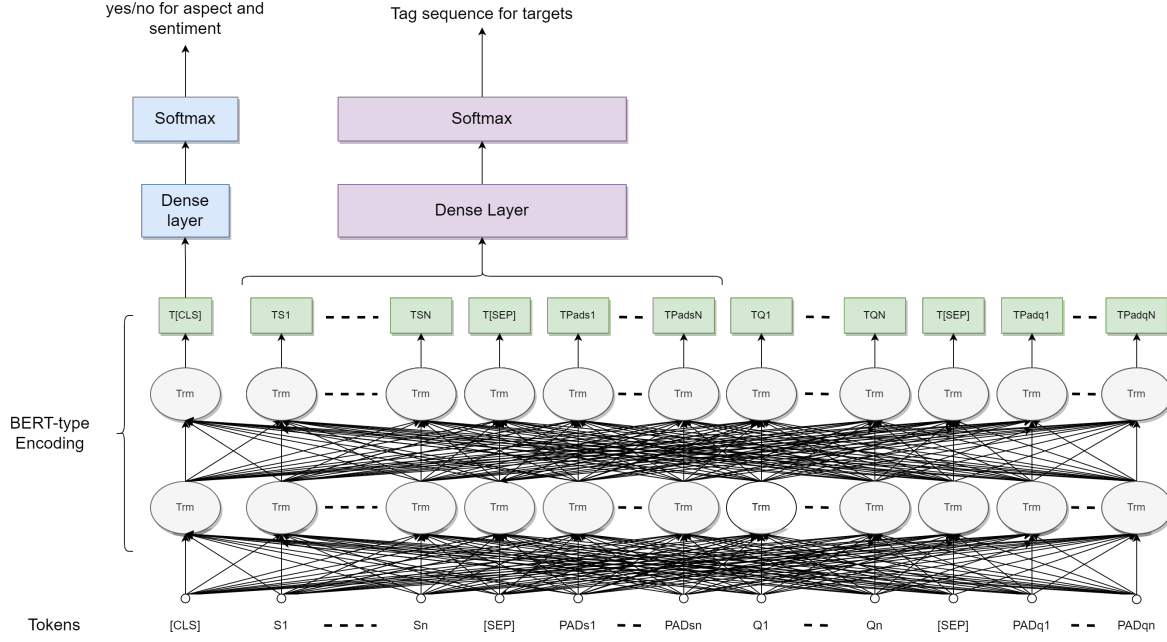 yes/no for aspect and
sentiment
Tag sequence for targets
Softmax
Softmax
Dense
layer
Dense Layer
T[CLS]
TS1
TSN
T[SEP]
TPads1
TPadsN
TQ1
TQN
T[SEP]
TPadq1
TPadqN
Trm
Trm
Trm
Trm
Trm
Trm
Trm
Trm
Trm
Trm
Trm
BERT-type
Encoding
Trm
Trm
Trm
Trm
Trm
Trm
Trm
Trm
Trm
Trm
Trm
Tokens
[CLS]
S1
Sn
[SEP]
PADs1
PADsn
Q1
Qn
[SEP]
PADq1
PADqn